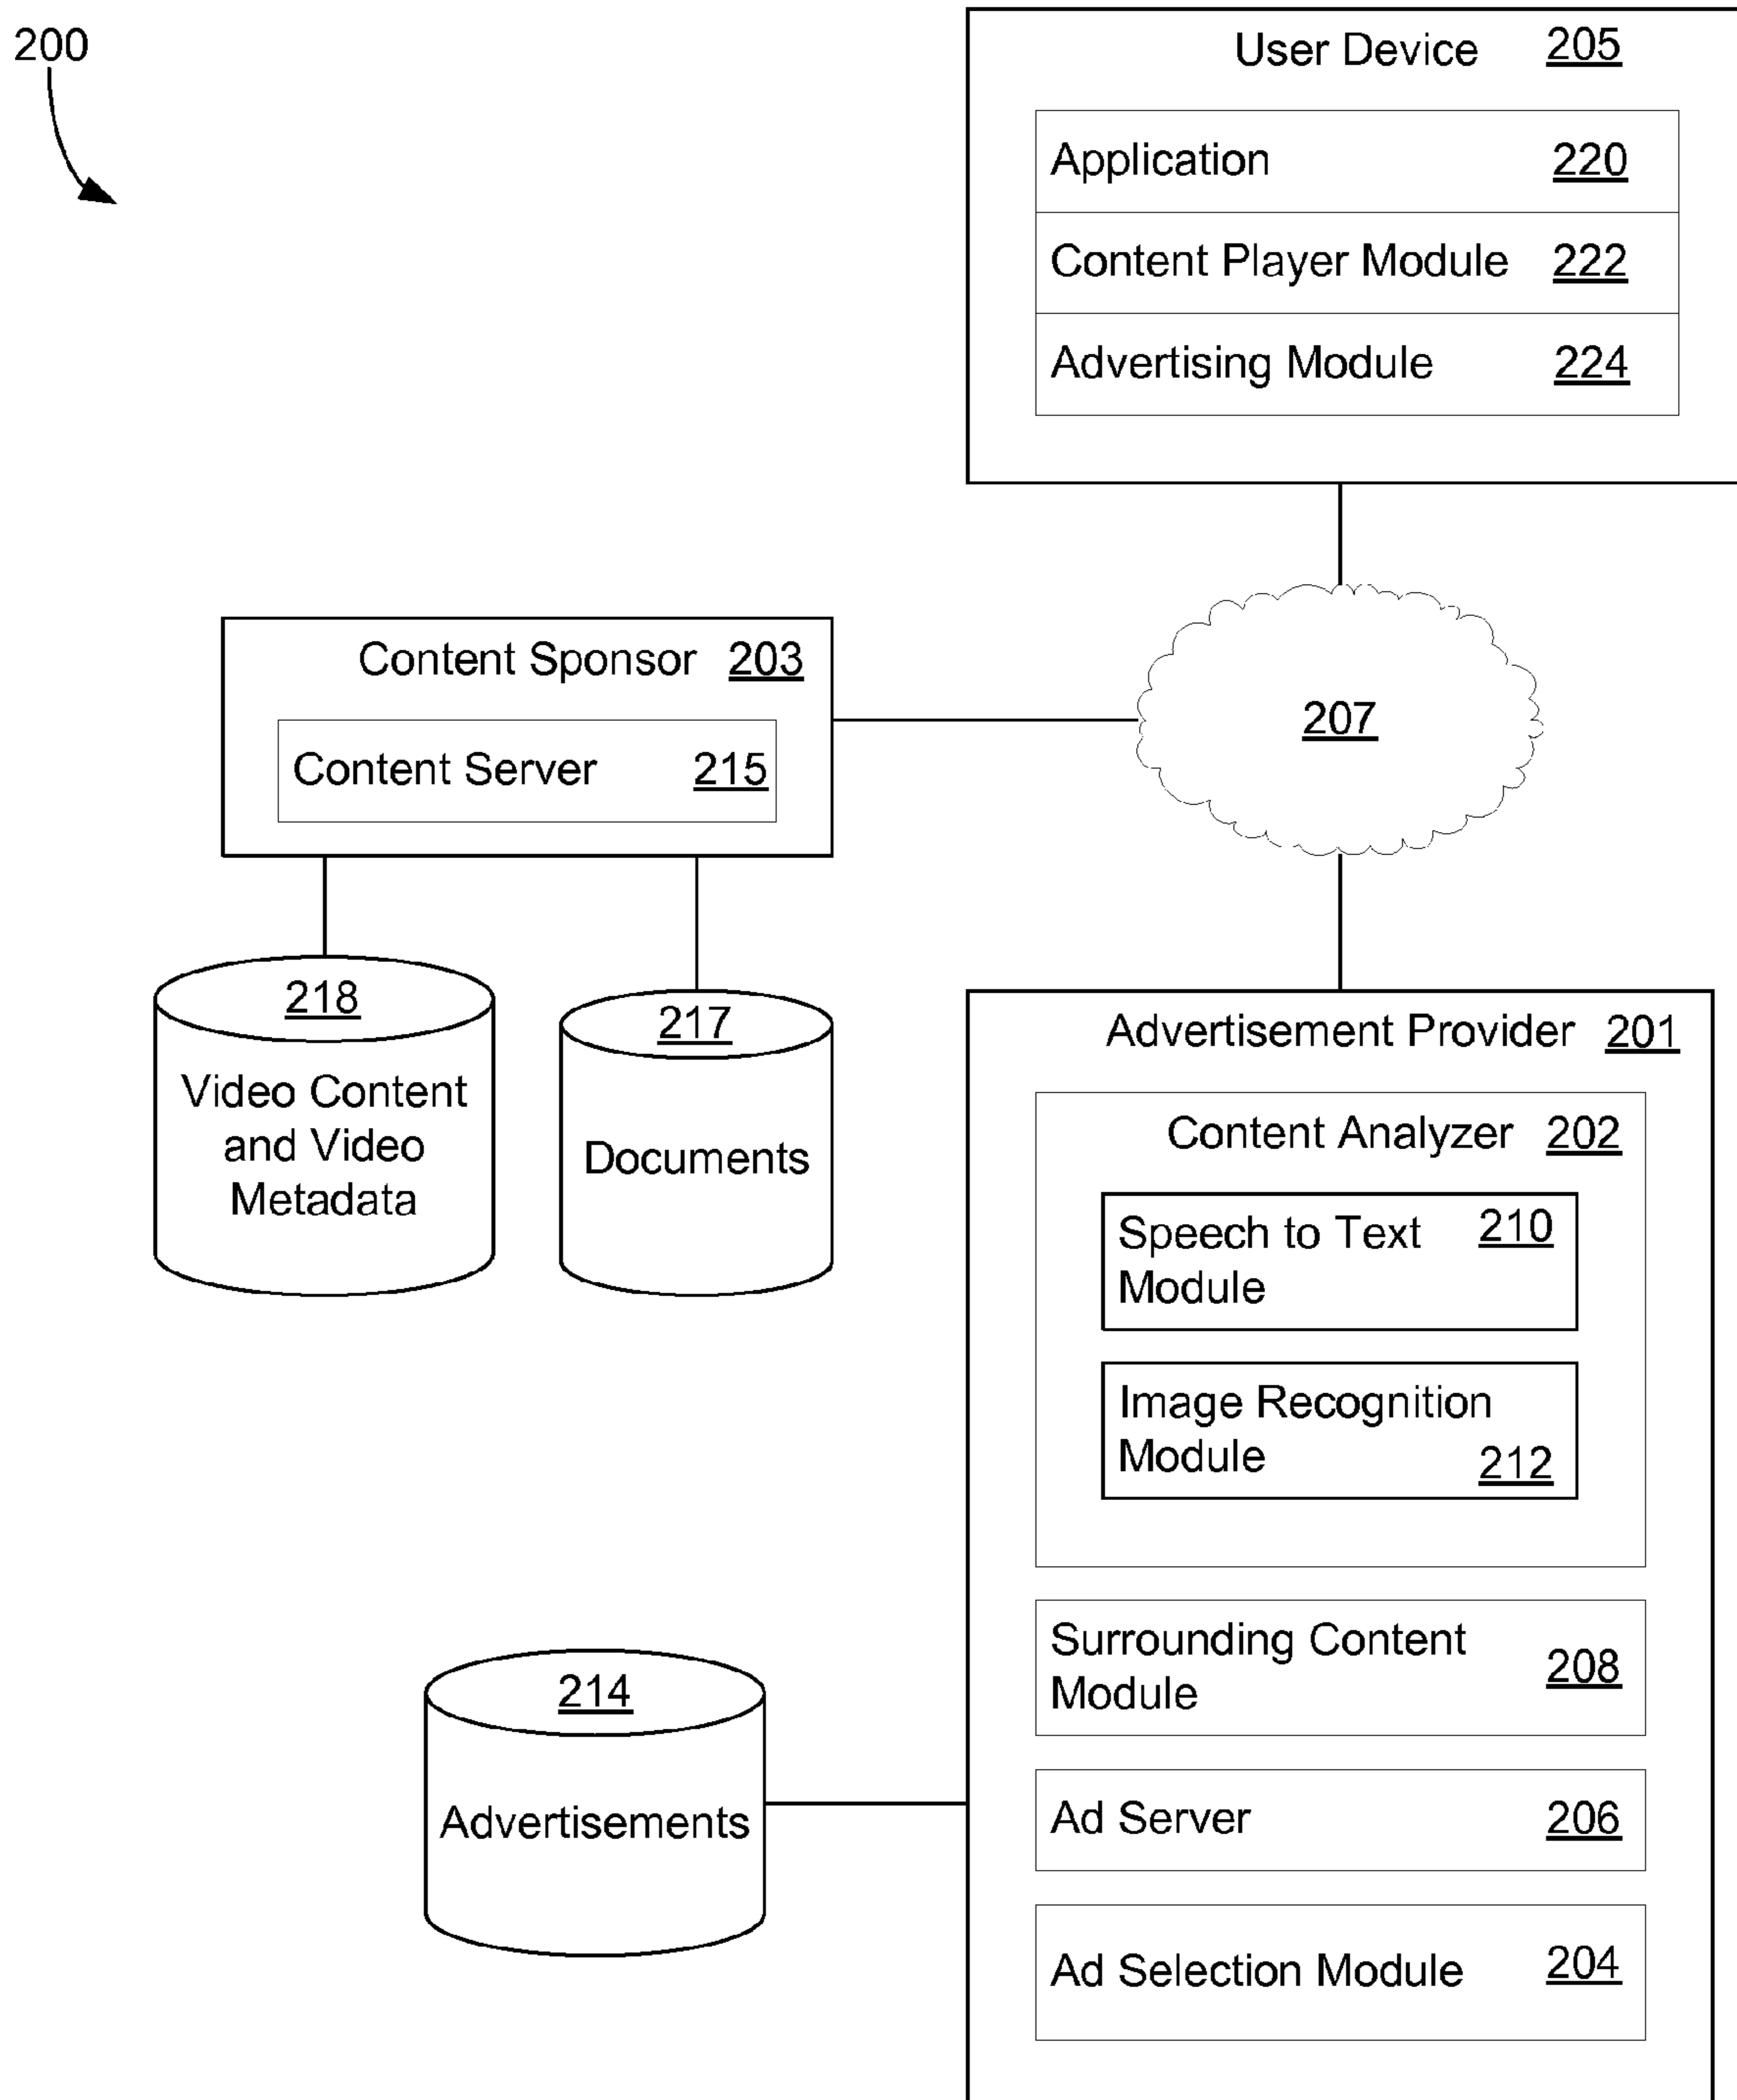 200
User Device 205
Application 220
Content Player Module 222
Advertising Module 224
Content Sponsor 203
Content Server 215
207
218
Video Content
and Video
Metadata
217
Documents
Advertisement Provider 201
Content Analyzer 202
Speech to Text 210
Module
Image Recognition
Module 212
Surrounding Content
Module 208
214
Advertisements
Ad Server 206
Ad Selection Module 204